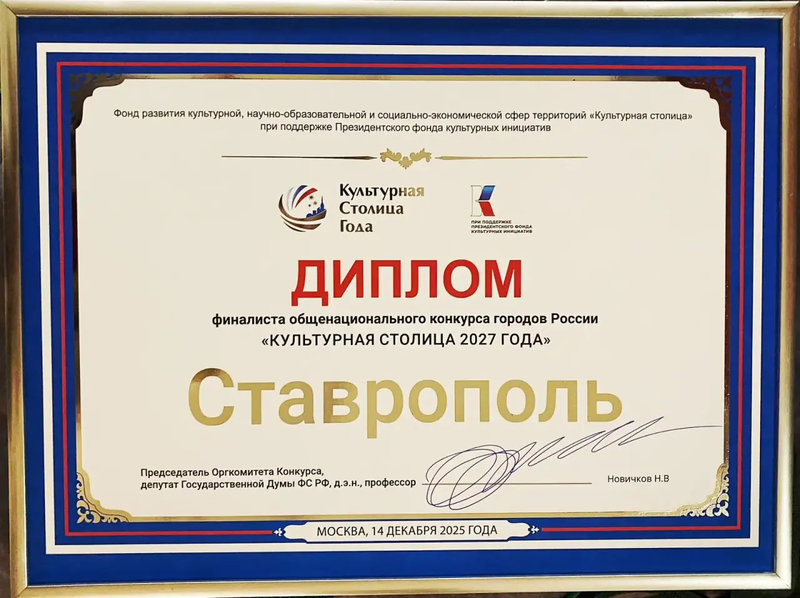 Фонд развития культурной, научно-образовательной и социально-экономической сфер территорий «Культурная столица»
при поддержке Президентского фонда культурных инициатив
Культурная
Столица
Года
ПРИ ПОДДЕРЖКЕ
ПРЕЗИДЕНТСКОГО ФОНДА
КУЛЬТУРНЫХ ИНИЦИАТИВ
ДИПЛОМ
финалиста общенационального конкурса городов России
«КУЛЬТУРНАЯ СТОЛИЦА 2027 ГОДА»
Ставрополь
Председатель Оргкомитета Конкурса,
депутат Государственной Думы ФС РФ, д.э.н., профессор
Новичков Н.В
МОСКВА, 14 ДЕКАБРЯ 2025 ГОДА